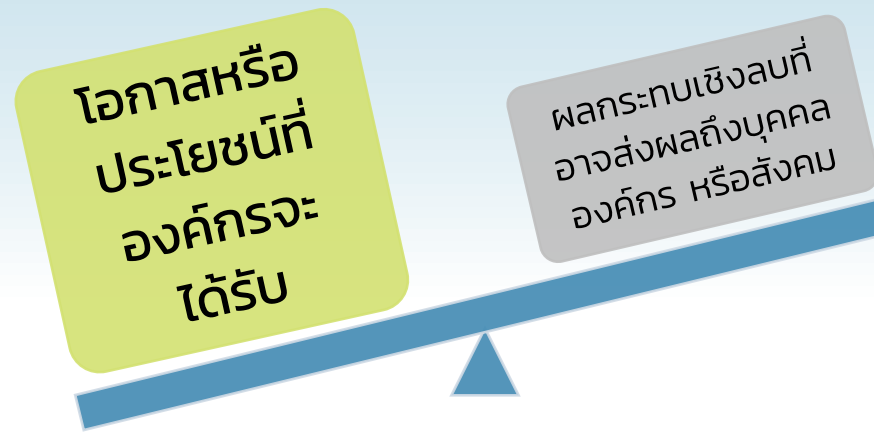 โอกาสหรือ
ประโยชน์ที่
องค์กรจะ
ได้รับ
ผลกระทบเชิงลบที่
อาจส่งผลถึงบุคคล
องค์กร หรือสังคม